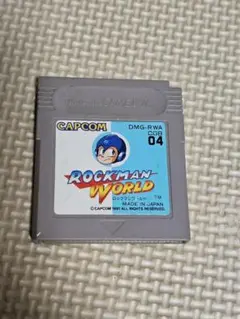 CAPCOM
DMG-RWA
04
ROCKMAN
WORLD
ロックマン ワールド
TM
MADE IN JAPAN
©CAPCOM 1991 ALL RIGHTS RESERVED.